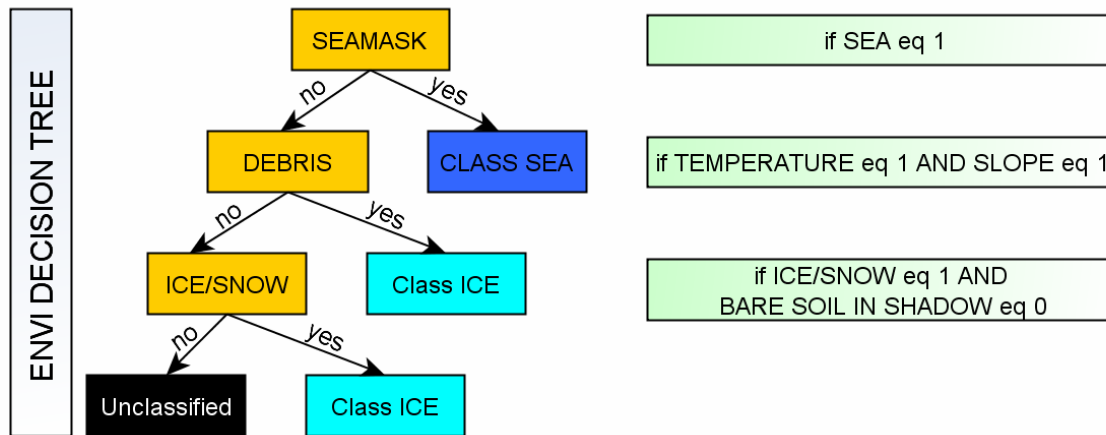 ENVI DECISION TREE
SEAMASK
if SEA eq 1
no
yes
DEBRIS
CLASS SEA
if TEMPERATURE eq 1 AND SLOPE eq 1
no
yes
ICE/SNOW
Class ICE
if ICE/SNOW eq 1 AND
BARE SOIL IN SHADOW eq 0
no
yes
Unclassified
Class ICE